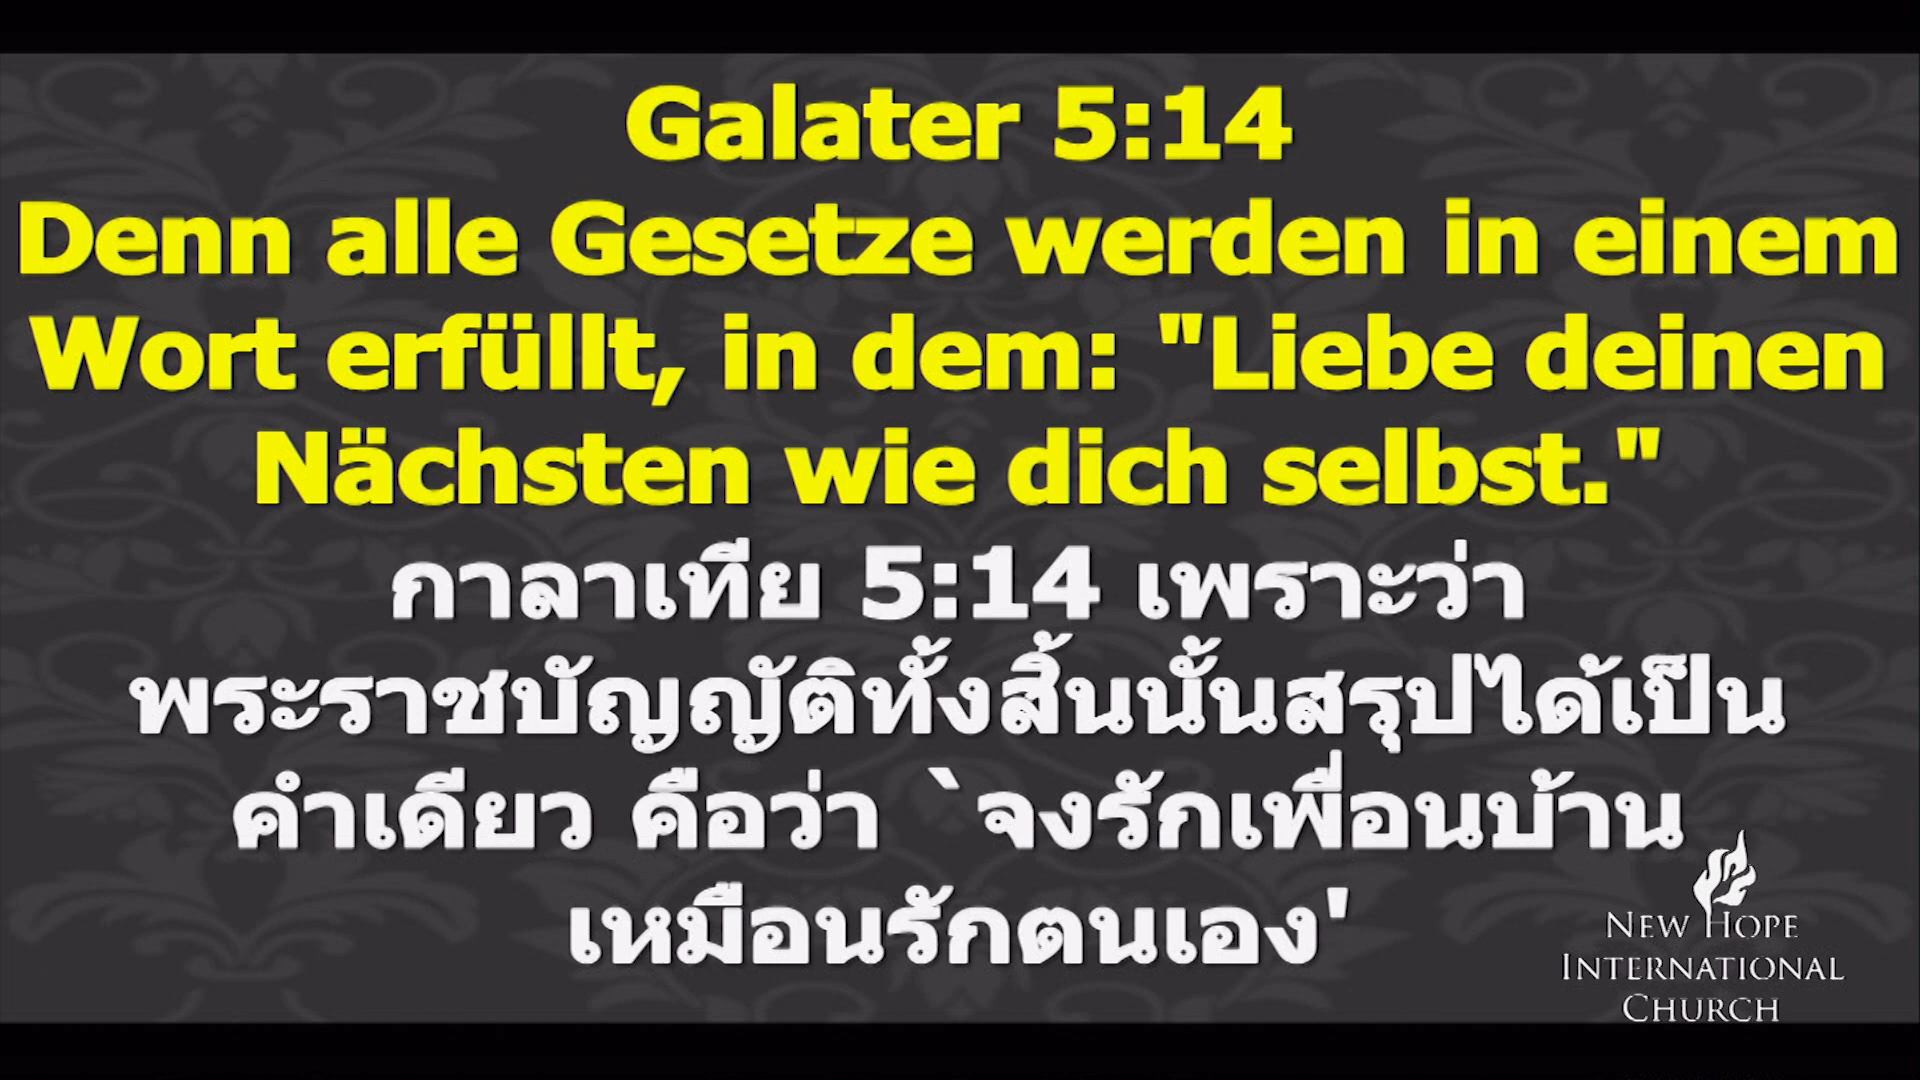 Galater 5:14
Denn alle Gesetze werden in einem
Wort erfüllt, in dem: "Liebe deinen
Nächsten wie dich selbst."
กาลาเทีย 5:14 เพราะว่า
พระราชบัญญัติทั้งสิ้นนั้นสรุปได้เป็น
คำเดียว คือว่า `จงรักเพื่อนบ้าน
เหมือนรักตนเอง'
New Hope
International
Church